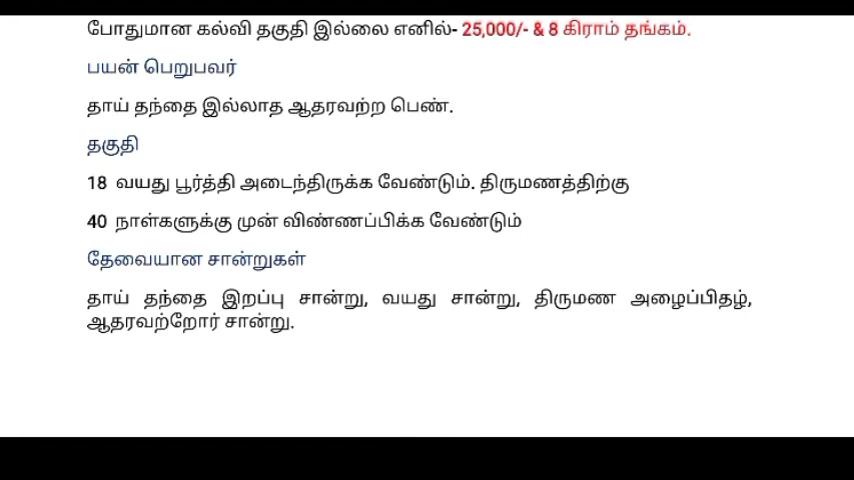 போதுமான கல்வி தகுதி இல்லை எனில்- 25,000/- & 8 கிராம் தங்கம்.
பயன் பெறுபவர்
தாய் தந்தை இல்லாத ஆதரவற்ற பெண்.
தகுதி
18 வயது பூர்த்தி அடைந்திருக்க வேண்டும். திருமணத்திற்கு
40 நாள்களுக்கு முன் விண்ணப்பிக்க வேண்டும்
தேவையான சான்றுகள்
தாய் தந்தை இறப்பு சான்று, வயது சான்று, திருமண அழைப்பிதழ்,
ஆதரவற்றோர் சான்று.